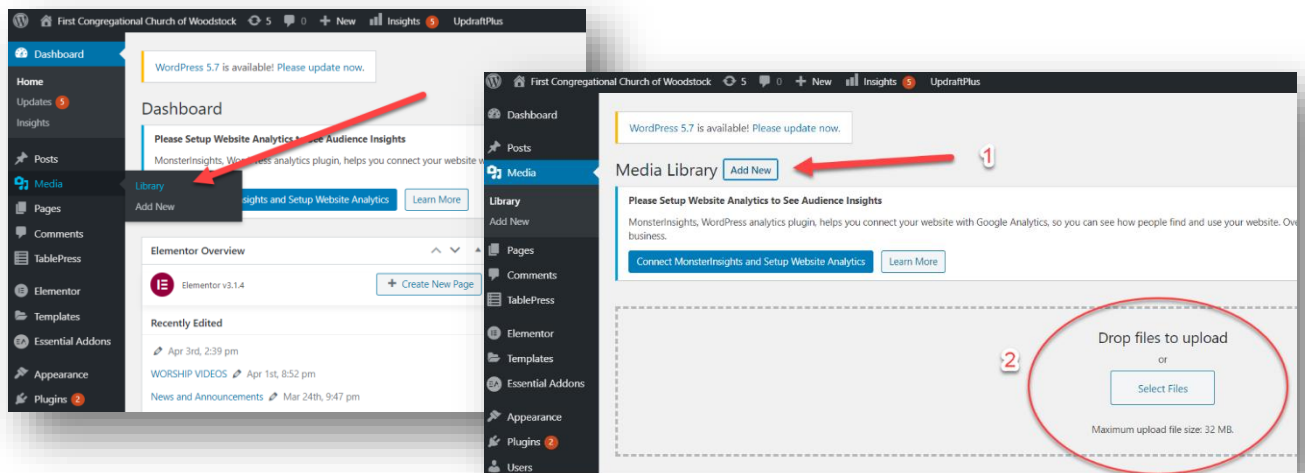 First Congregational Church of Woodstock 5 0 + New Insights 5 UpdraftPlus
Dashboard
Home
Updates 5
Insights
Posts
Media
Library
Add New
Pages
Comments
TablePress
Elementor
Templates
Essential Addons
Appearance
Plugins 2
WordPress 5.7 is available! Please update now.
Dashboard
Please Setup Website Analytics to See Audience Insights
MonsterInsights, WordPress analytics plugin, helps you connect your website
sights and Setup Website Analytics Learn More
Elementor Overview
Elementor v3.1.4
+ Create New Page
Recently Edited
Apr 3rd, 2:39 pm
WORSHIP VIDEOS Apr 1st, 8:52 pm
News and Announcements Mar 24th, 9:47 pm
First Congregational Church of Woodstock 5 0 + New Insights 5 UpdraftPlus
Dashboard
Posts
Media
Library
Add New
Pages
Comments
TablePress
Elementor
Templates
Essential Addons
Appearance
Plugins 2
Users
WordPress 5.7 is available! Please update now.
Media Library Add New
1
Please Setup Website Analytics to See Audience Insights
MonsterInsights, WordPress analytics plugin, helps you connect your website with Google Analytics, so you can see how people find and use your website. Ove
business.
Connect MonsterInsights and Setup Website Analytics Learn More
2
Drop files to upload
or
Select Files
Maximum upload file size: 32 MB.